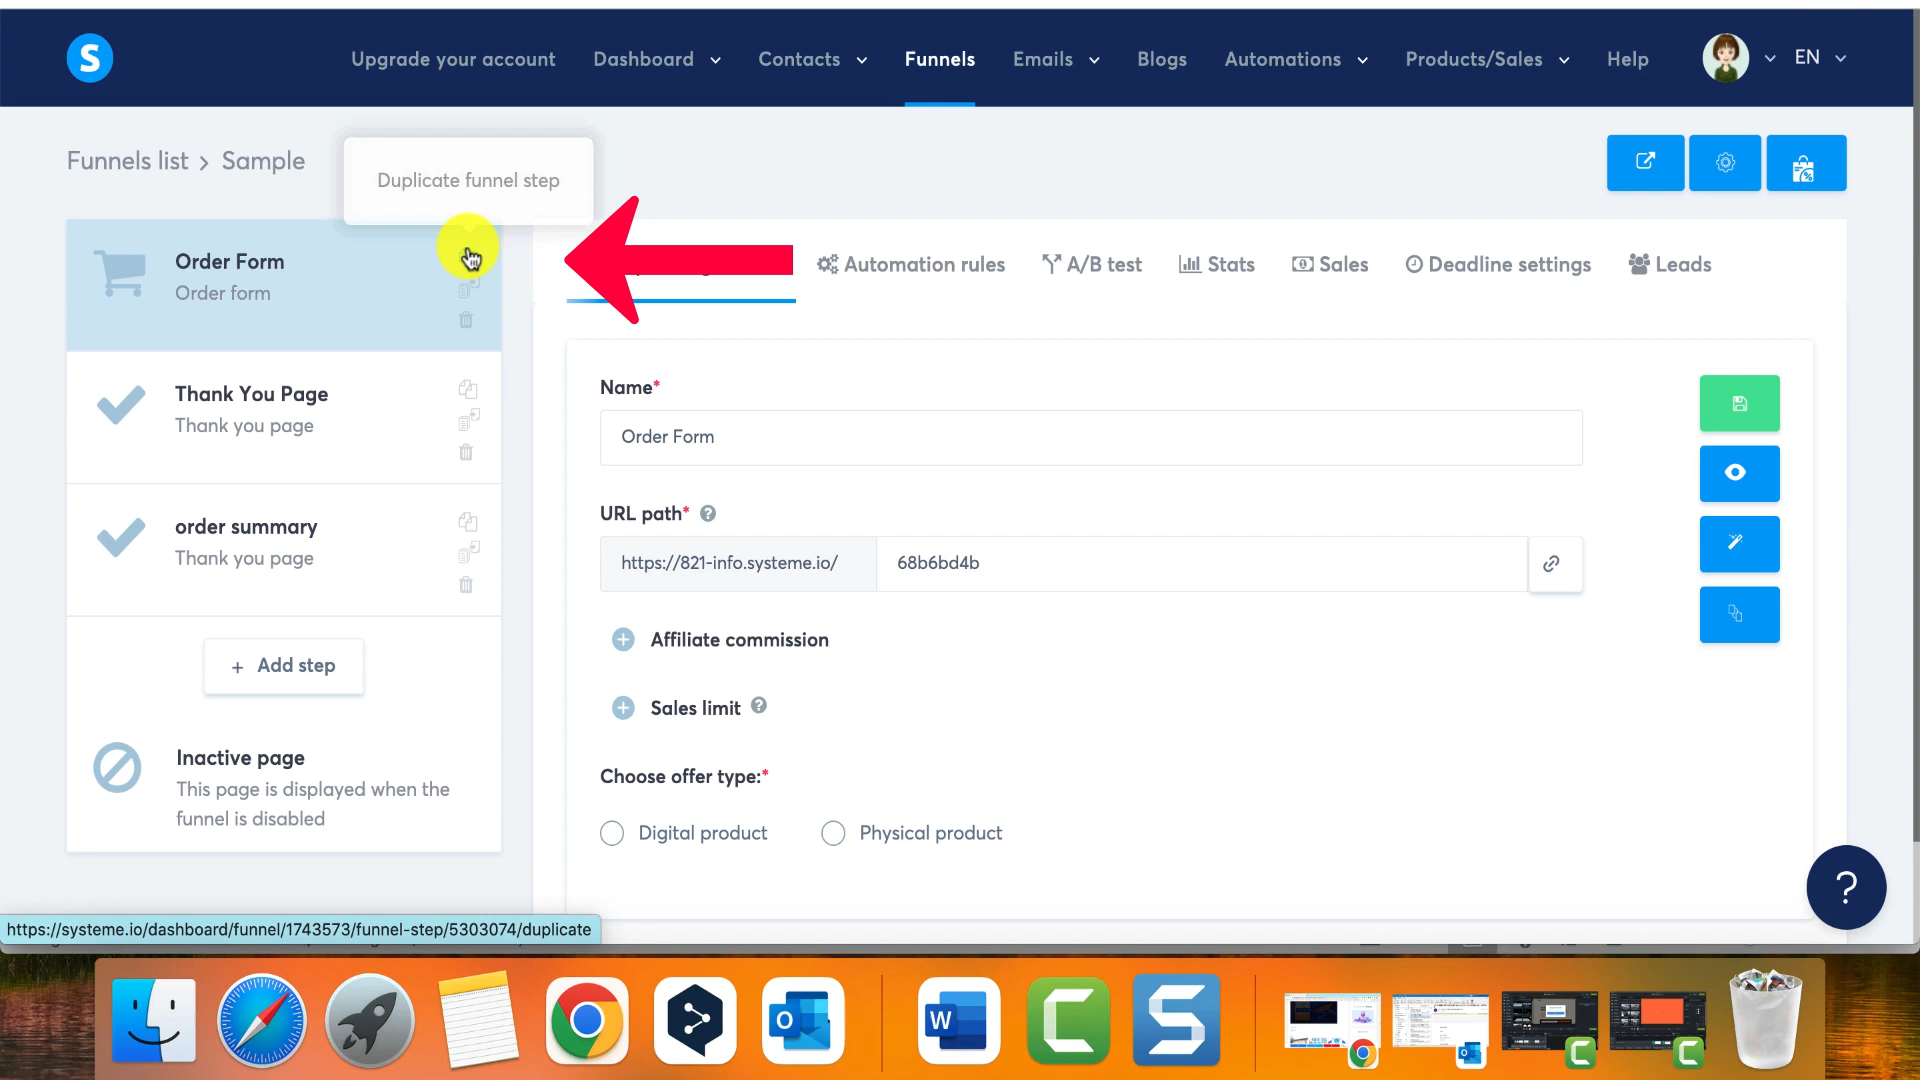 S
Upgrade your account
Dashboard
Contacts
Funnels
Emails
Blogs
Automations
Products/Sales
Help
EN
Funnels list > Sample
Duplicate funnel step
Order Form
Order form
Thank You Page
Thank you page
order summary
Thank you page
+ Add step
Inactive page
This page is displayed when the
funnel is disabled
Automation rules
A/B test
Stats
Sales
Deadline settings
Leads
Name*
Order Form
URL path* ?
https://821-info.systeme.io/
68b6bd4b
Affiliate commission
Sales limit ?
Choose offer type:*
Digital product
Physical product
?
https://systeme.io/dashboard/funnel/1743573/funnel-step/5303074/duplicate
O
W
C
S